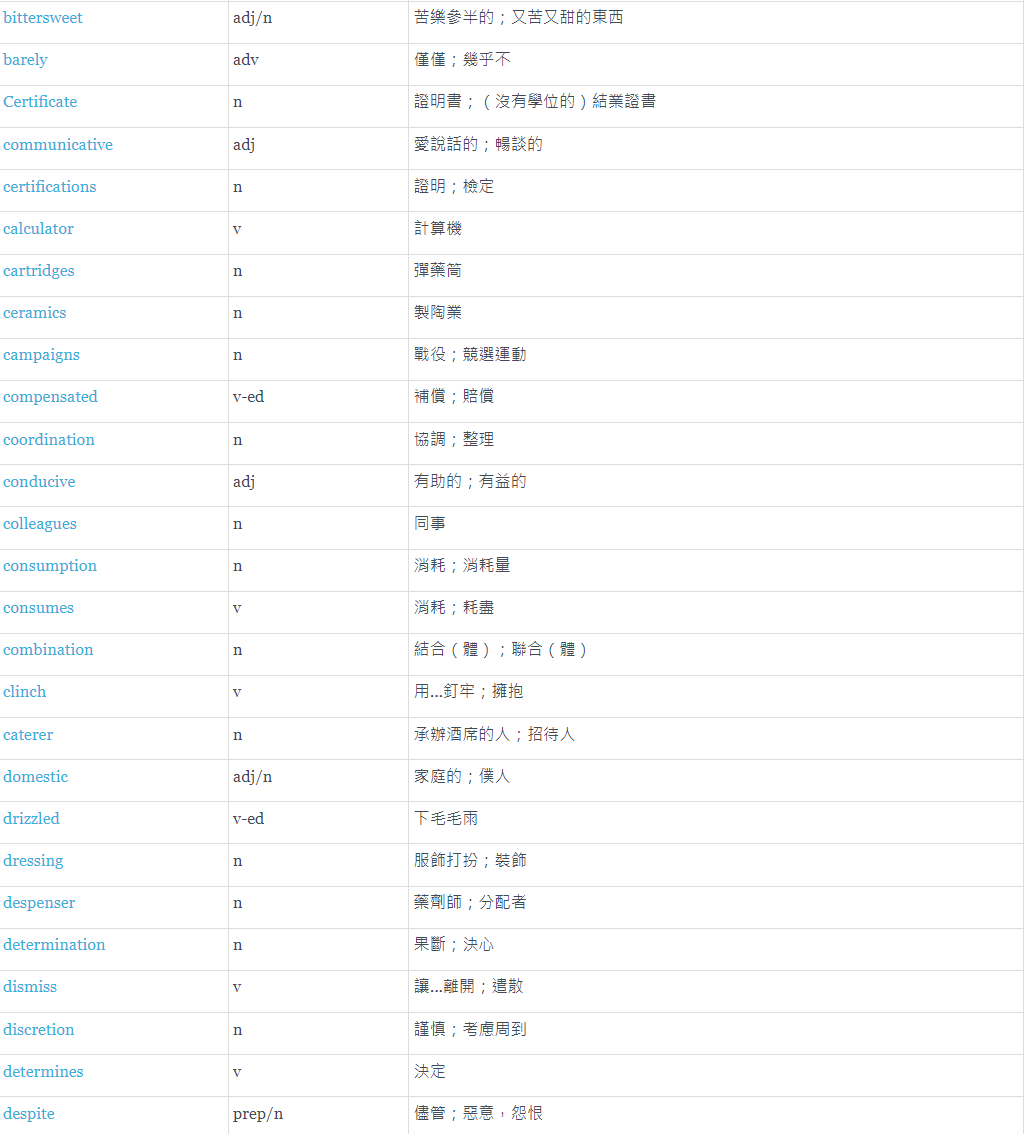 bittersweet adj/n 苦樂參半的；又苦又甜的東西
barely adv 僅僅；幾乎不
Certificate n 證明書；（沒有學位的）結業證書
communicative adj 愛說話的；暢談的
certifications n 證明；檢定
calculator v 計算機
cartridges n 彈藥筒
ceramics n 製陶業
campaigns n 戰役；競選運動
compensated v-ed 補償；賠償
coordination n 協調；整理
conducive adj 有助的；有益的
colleagues n 同事
consumption n 消耗；消耗量
consumes v 消耗；耗盡
combination n 結合（體）；聯合（體）
clinch v 用...釘牢；擁抱
caterer n 承辦酒席的人；招待人
domestic adj/n 家庭的；僕人
drizzled v-ed 下毛毛雨
dressing n 服飾打扮；裝飾
despenser n 藥劑師；分配者
determination n 果斷；決心
dismiss v 讓...離開；遣散
discretion n 謹慎；考慮周到
determines v 決定
despite prep/n 儘管；惡意，怨恨